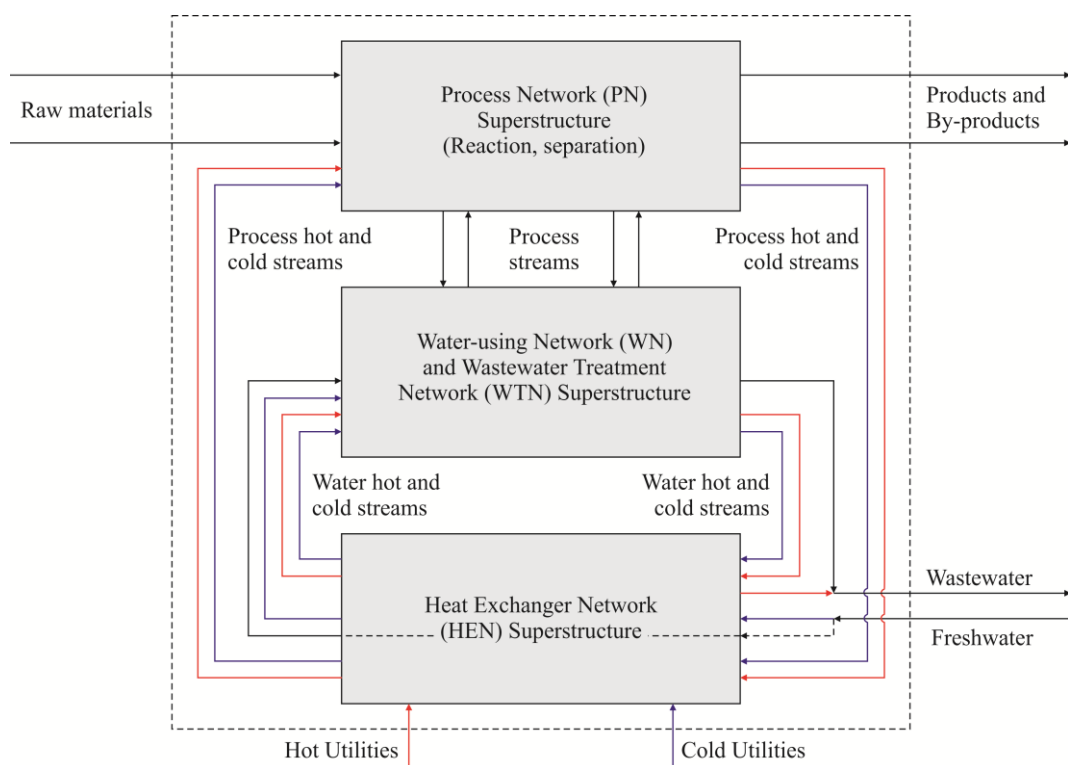 Process Network (PN)
Superstructure
(Reaction, separation)
Raw materials
Products and
By-products
Process hot and
cold streams
Process
streams
Process hot and
cold streams
Water-using Network (WN)
and Wastewater Treatment
Network (WTN) Superstructure
Water hot and
cold streams
Water hot and
cold streams
Heat Exchanger Network
(HEN) Superstructure
Wastewater
Freshwater
Hot Utilities
Cold Utilities